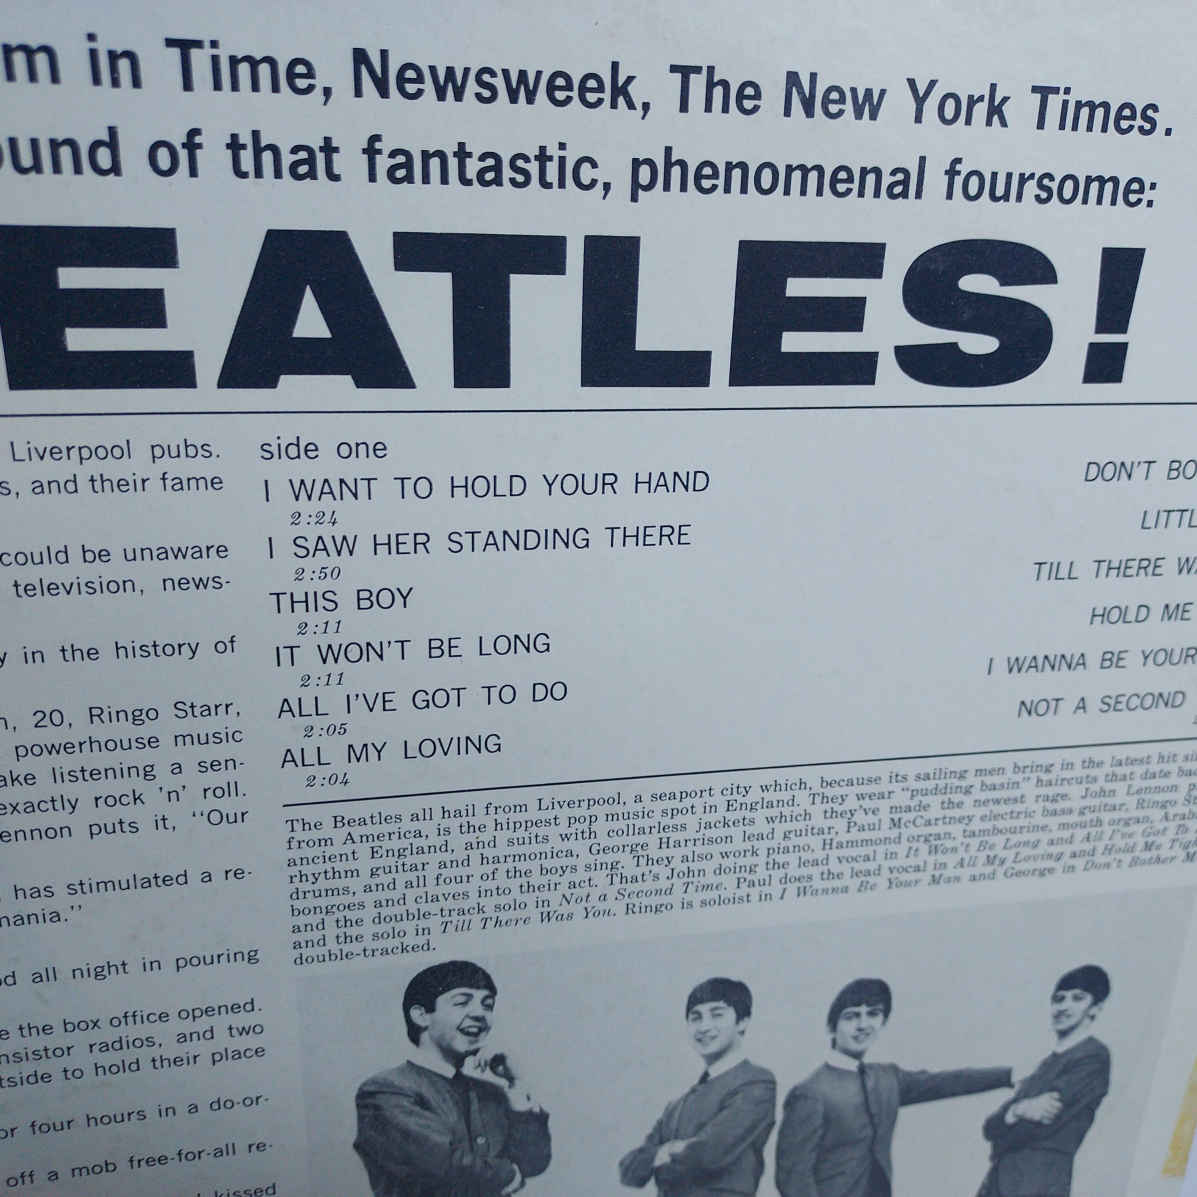 in Time, Newsweek, The New York Times.
of that fantastic, phenomenal foursome:
EATLES!
Liverpool pubs.
s, and their fame
could be unaware
television, news-
y in the history of
n, 20, Ringo Starr,
powerhouse music
ake listening a sen-
exactly rock 'n' roll.
ennon puts it, “Our
has stimulated a re-
mania.”
d all night in pouring
e the box office opened.
nsistor radios, and two
tside to hold their place
or four hours in a do-or-
off a mob free-for-all re-
kissed
side one
I WANT TO HOLD YOUR HAND
2:24
I SAW HER STANDING THERE
2:50
THIS BOY
2:11
IT WON'T BE LONG
2:11
ALL I'VE GOT TO DO
2:05
ALL MY LOVING
2:04
DON'T BO
LITTL
TILL THERE WA
HOLD ME
I WANNA BE YOUR
NOT A SECOND
The Beatles all hail from Liverpool, a seaport city which, because its sailing men bring in the latest hit si
from America, is the hippest pop music spot in England. They wear “pudding basin” haircuts that date bac
ancient England, and suits with collarless jackets which they've made the newest rage. John Lennon p
rhythm guitar and harmonica, George Harrison lead guitar, Paul McCartney electric bass guitar, Ringo St
drums, and all four of the boys sing. They also work piano, Hammond organ, tambourine, mouth organ, Arab
bongoes and claves into their act. That's John doing the lead vocal in It Won't Be Long and All I've Got To
and the double-track solo in Not a Second Time. Paul does the lead vocal in All My Loving and Hold Me Tigh
and the solo in Till There Was You. Ringo is soloist in I Wanna Be Your Man and George in Don't Bother M
double-tracked.